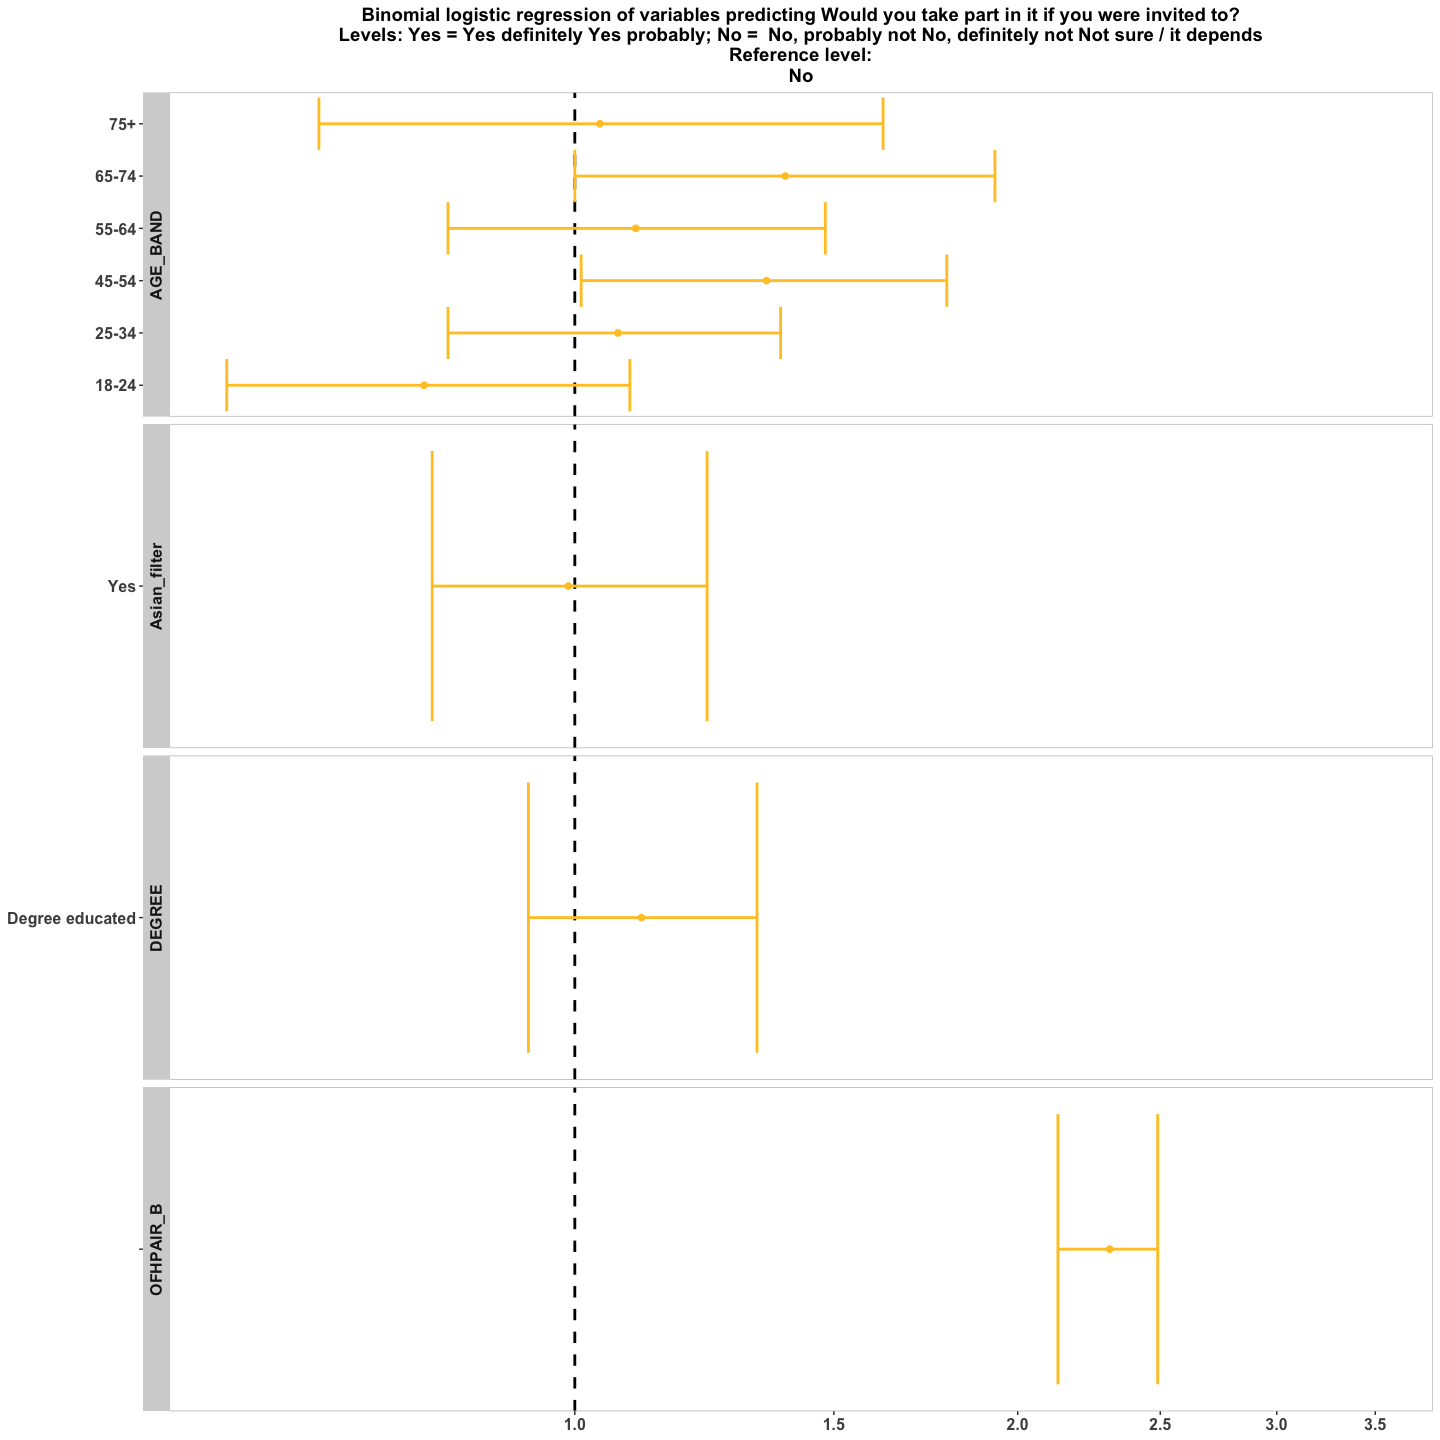 Binomial logistic regression of variables predicting Would you take part in it if you were invited to?
Levels: Yes = Yes definitely Yes probably; No =  No, probably not No, definitely not Not sure / it depends
Reference level:
No
AGE_BAND
75+
65-74
55-64
45-54
25-34
18-24
Asian_filter
Yes
DEGREE
Degree educated
OFHPAIR_B
1.0
1.5
2.0
2.5
3.0
3.5